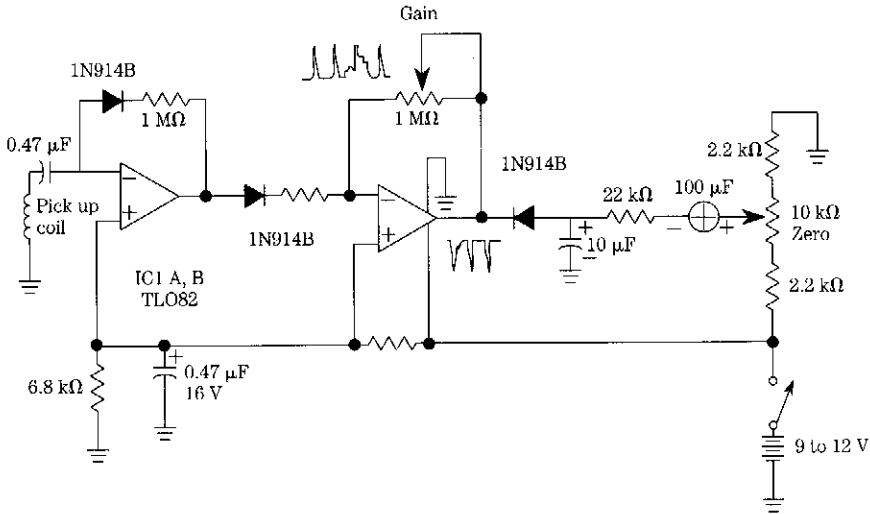 Gain
1N914B
1 MΩ
1 MΩ
0.47 µF
Pick up
coil
−
+
1N914B
−
+
1N914B
22 kΩ
100 µF
−
+
+
10 µF
−
2.2 kΩ
10 kΩ
Zero
2.2 kΩ
IC1 A, B
TLO82
6.8 kΩ
+
0.47 µF
16 V
9 to 12 V